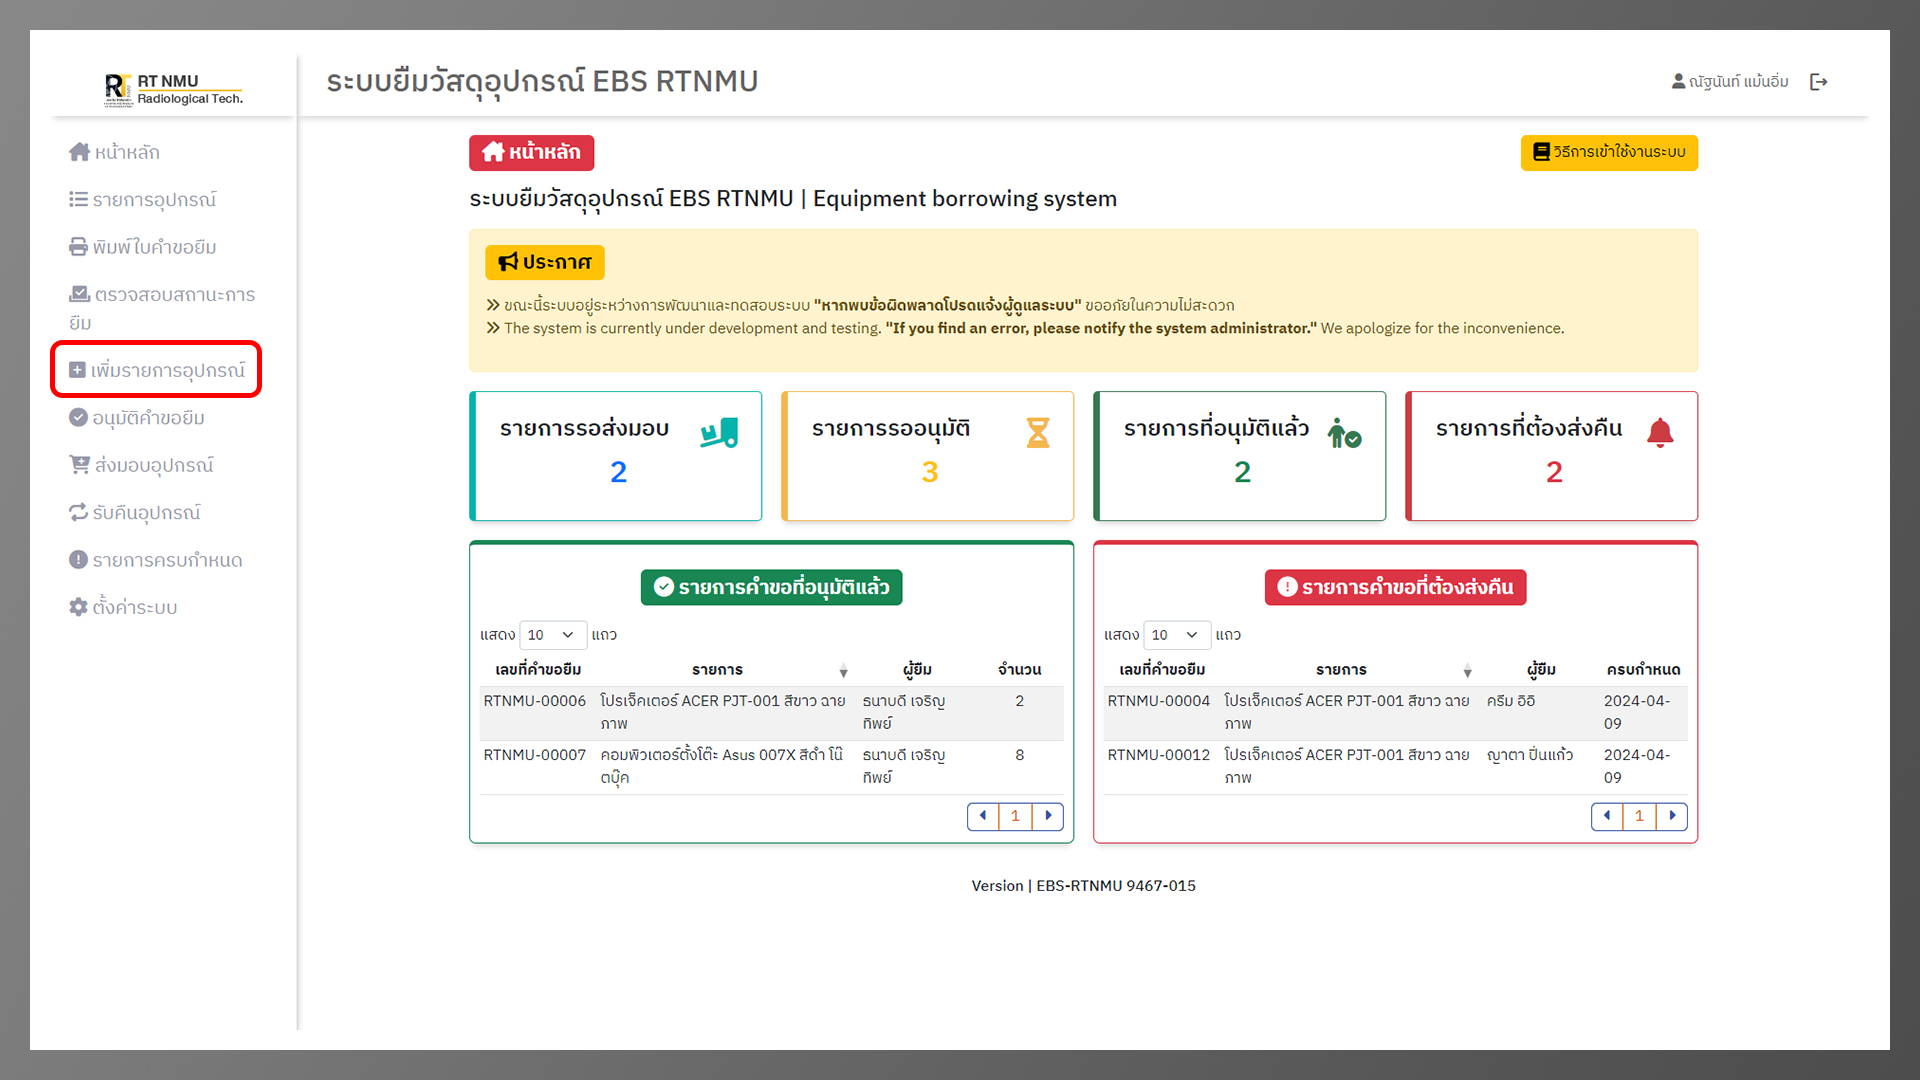 RT NMU
Radiological Tech.
ระบบยืมวัสดุอุปกรณ์ EBS RTNMU
ณัฐนันท์ แม้นอิ่ม
หน้าหลัก
รายการอุปกรณ์
พิมพ์ใบคำขอยืม
ตรวจสอบสถานะการ
ยืม
เพิ่มรายการอุปกรณ์
อนุมัติคำขอยืม
ส่งมอบอุปกรณ์
รับคืนอุปกรณ์
รายการครบกำหนด
ตั้งค่าระบบ
หน้าหลัก
วิธีการเข้าใช้งานระบบ
ระบบยืมวัสดุอุปกรณ์ EBS RTNMU | Equipment borrowing system
ประกาศ
ขณะนี้ระบบอยู่ระหว่างการพัฒนาและทดสอบระบบ "หากพบข้อผิดพลาดโปรดแจ้งผู้ดูแลระบบ" ขออภัยในความไม่สะดวก
The system is currently under development and testing. "If you find an error, please notify the system administrator." We apologize for the inconvenience.
รายการรอส่งมอบ
2
รายการรออนุมัติ
3
รายการที่อนุมัติแล้ว
2
รายการที่ต้องส่งคืน
2
รายการคำขอที่อนุมัติแล้ว
แสดง 10 แถว
เลขที่คำขอยืม รายการ ผู้ยืม จำนวน
RTNMU-00006 โปรเจ็คเตอร์ ACER PJT-001 สีขาว ฉาย ธนาบดี เจริญ 2
ภาพ ทิพย์
RTNMU-00007 คอมพิวเตอร์ตั้งโต๊ะ Asus 007X สีดำ โน๊ ธนาบดี เจริญ 8
ตบุ๊ค ทิพย์
1
รายการคำขอที่ต้องส่งคืน
แสดง 10 แถว
เลขที่คำขอยืม รายการ ผู้ยืม ครบกำหนด
RTNMU-00004 โปรเจ็คเตอร์ ACER PJT-001 สีขาว ฉาย ครีม อิอิ 2024-04-
ภาพ 09
RTNMU-00012 โปรเจ็คเตอร์ ACER PJT-001 สีขาว ฉาย ญาตา ปิ่นแก้ว 2024-04-
ภาพ 09
1
Version | EBS-RTNMU 9467-015